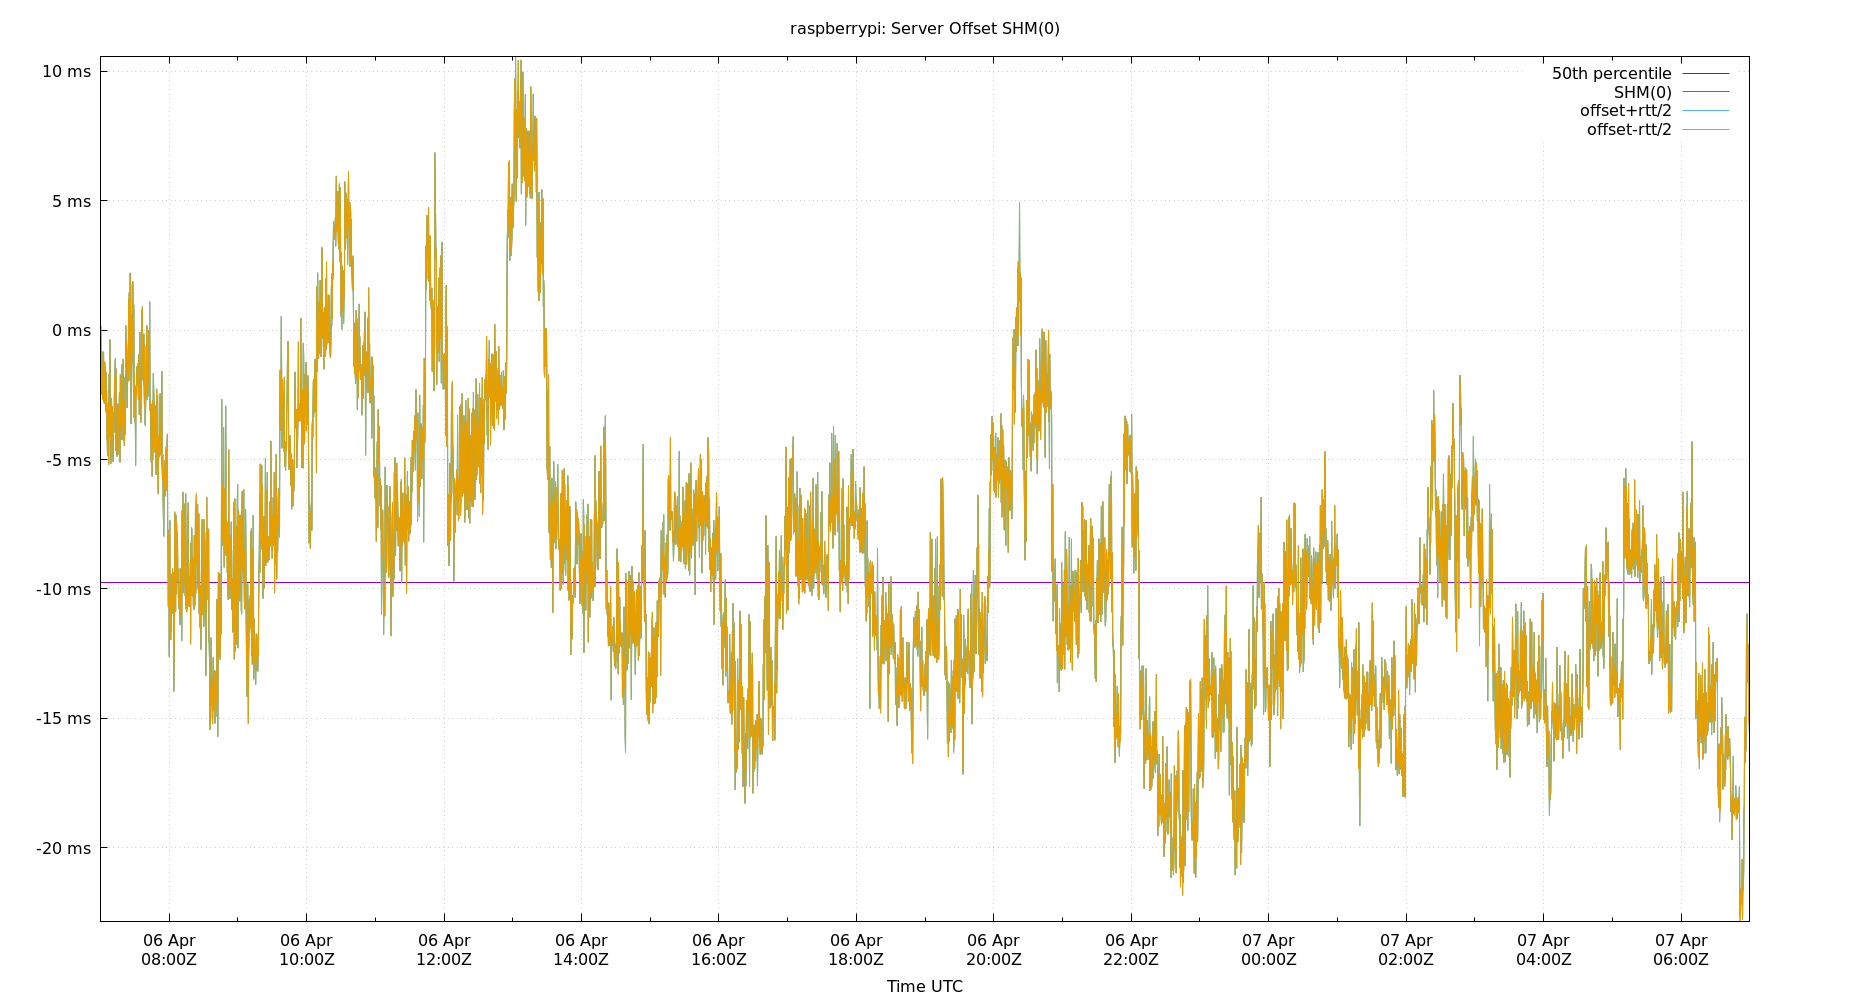 raspberrypi: Server Offset SHM(0)
50th percentile
SHM(0)
offset+rtt/2
offset-rtt/2
10 ms
5 ms
0 ms
-5 ms
-10 ms
-15 ms
-20 ms
06 Apr 06 Apr 06 Apr 06 Apr 06 Apr 06 Apr 06 Apr 06 Apr 07 Apr 07 Apr 07 Apr 07 Apr
08:00Z 10:00Z 12:00Z 14:00Z 16:00Z 18:00Z 20:00Z 22:00Z 00:00Z 02:00Z 04:00Z 06:00Z
Time UTC